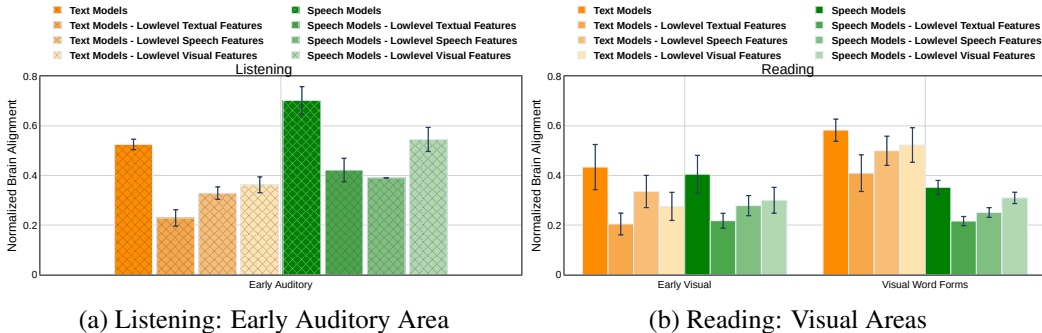 Text Models
Text Models - Lowlevel Textual Features
Text Models - Lowlevel Speech Features
Text Models - Lowlevel Visual Features
Speech Models
Speech Models - Lowlevel Textual Features
Speech Models - Lowlevel Speech Features
Speech Models - Lowlevel Visual Features
Listening
Normalized Brain Alignment
0.8
0.6
0.4
0.2
0
Early Auditory
(a) Listening: Early Auditory Area
Text Models
Text Models - Lowlevel Textual Features
Text Models - Lowlevel Speech Features
Text Models - Lowlevel Visual Features
Speech Models
Speech Models - Lowlevel Textual Features
Speech Models - Lowlevel Speech Features
Speech Models - Lowlevel Visual Features
Reading
Normalized Brain Alignment
0.8
0.6
0.4
0.2
0
Early Visual
Visual Word Forms
(b) Reading: Visual Areas